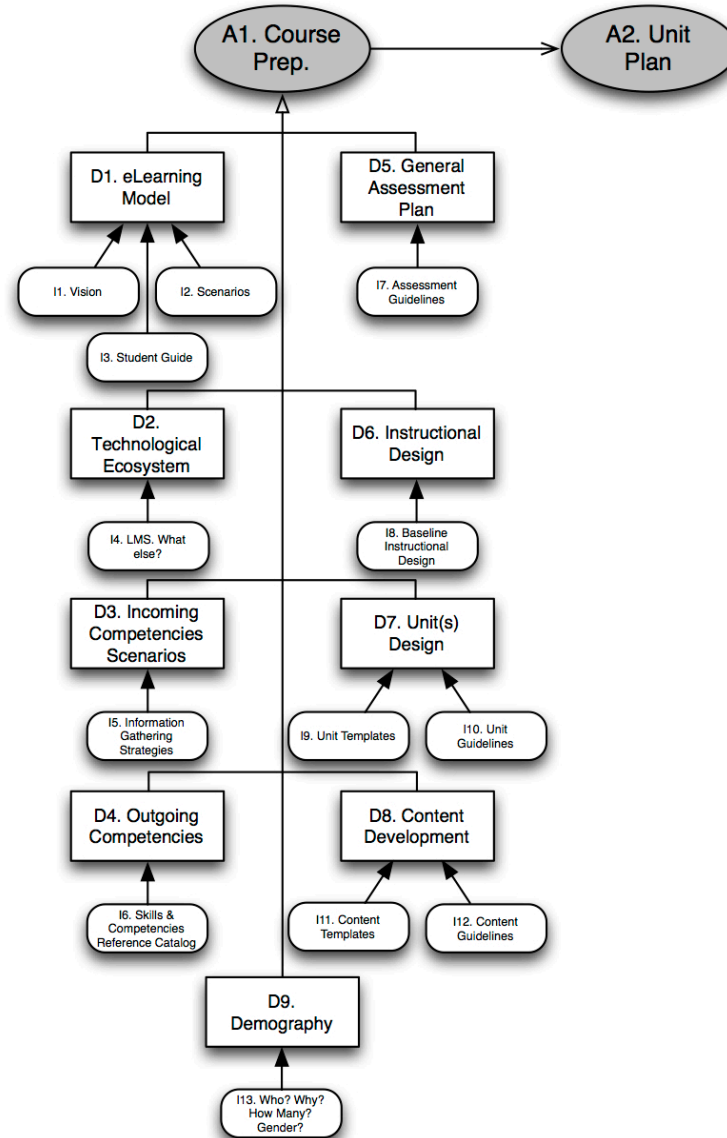 A1. Course
Prep.
A2. Unit
Plan
D1. eLearning
Model
D5. General
Assessment
Plan
I1. Vision
I2. Scenarios
I7. Assessment
Guidelines
I3. Student Guide
D2.
Technological
Ecosystem
D6. Instructional
Design
I4. LMS. What
else?
I8. Baseline
Instructional
Design
D3. Incoming
Competencies
Scenarios
D7. Unit(s)
Design
I5. Information
Gathering
Strategies
I9. Unit Templates
I10. Unit
Guidelines
D4. Outgoing
Competencies
D8. Content
Development
I6. Skills &
Competencies
Reference Catalog
I11. Content
Templates
I12. Content
Guidelines
D9.
Demography
I13. Who? Why?
How Many?
Gender?